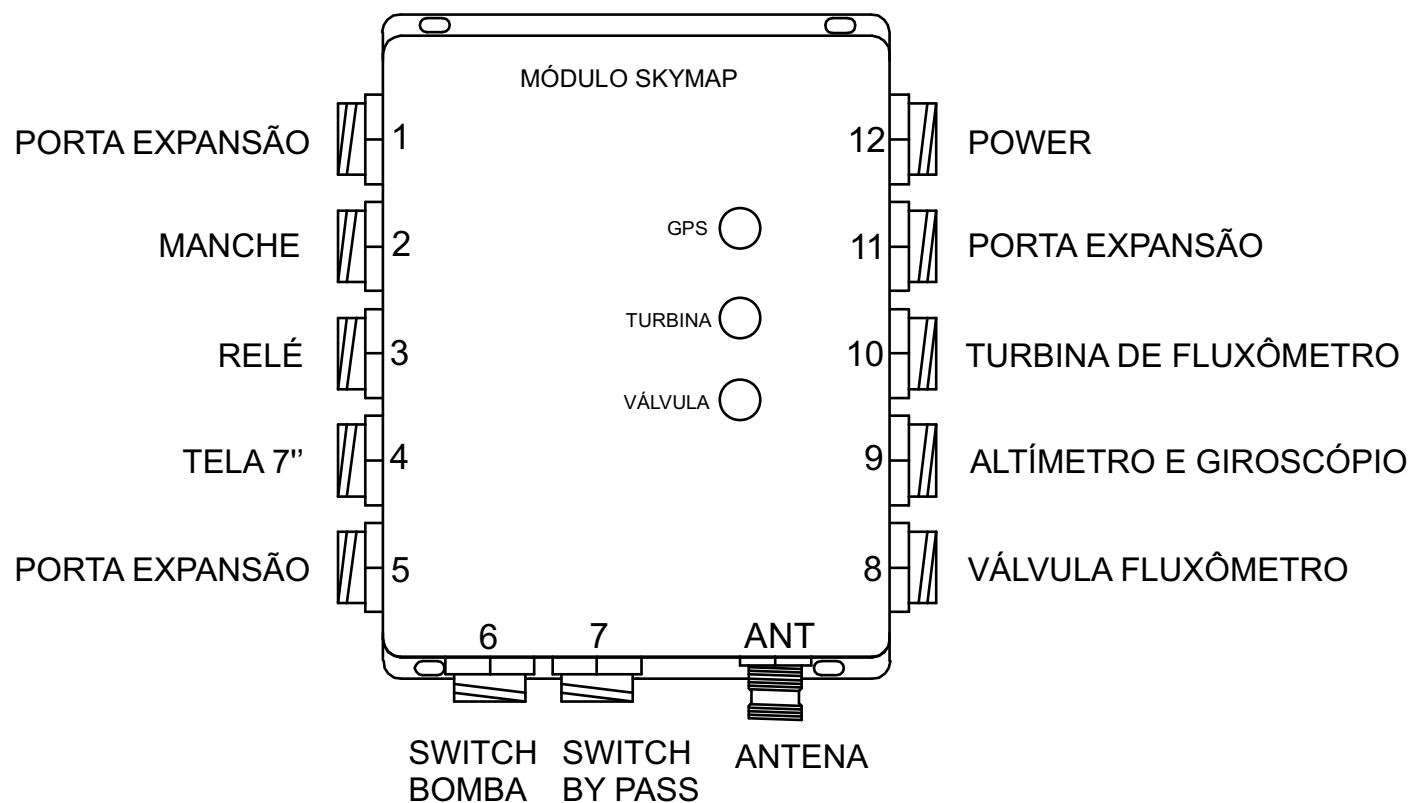 MÓDULO SKYMAP
PORTA EXPANSÃO 1
12 POWER
GPS
MANCHE 2
11 PORTA EXPANSÃO
TURBINA
RELÉ 3
10 TURBINA DE FLUXÔMETRO
VÁLVULA
TELA 7'' 4
9 ALTÍMETRO E GIROSCÓPIO
PORTA EXPANSÃO 5
8 VÁLVULA FLUXÔMETRO
6 7 ANT
SWITCH
BOMBA
SWITCH
BY PASS
ANTENA